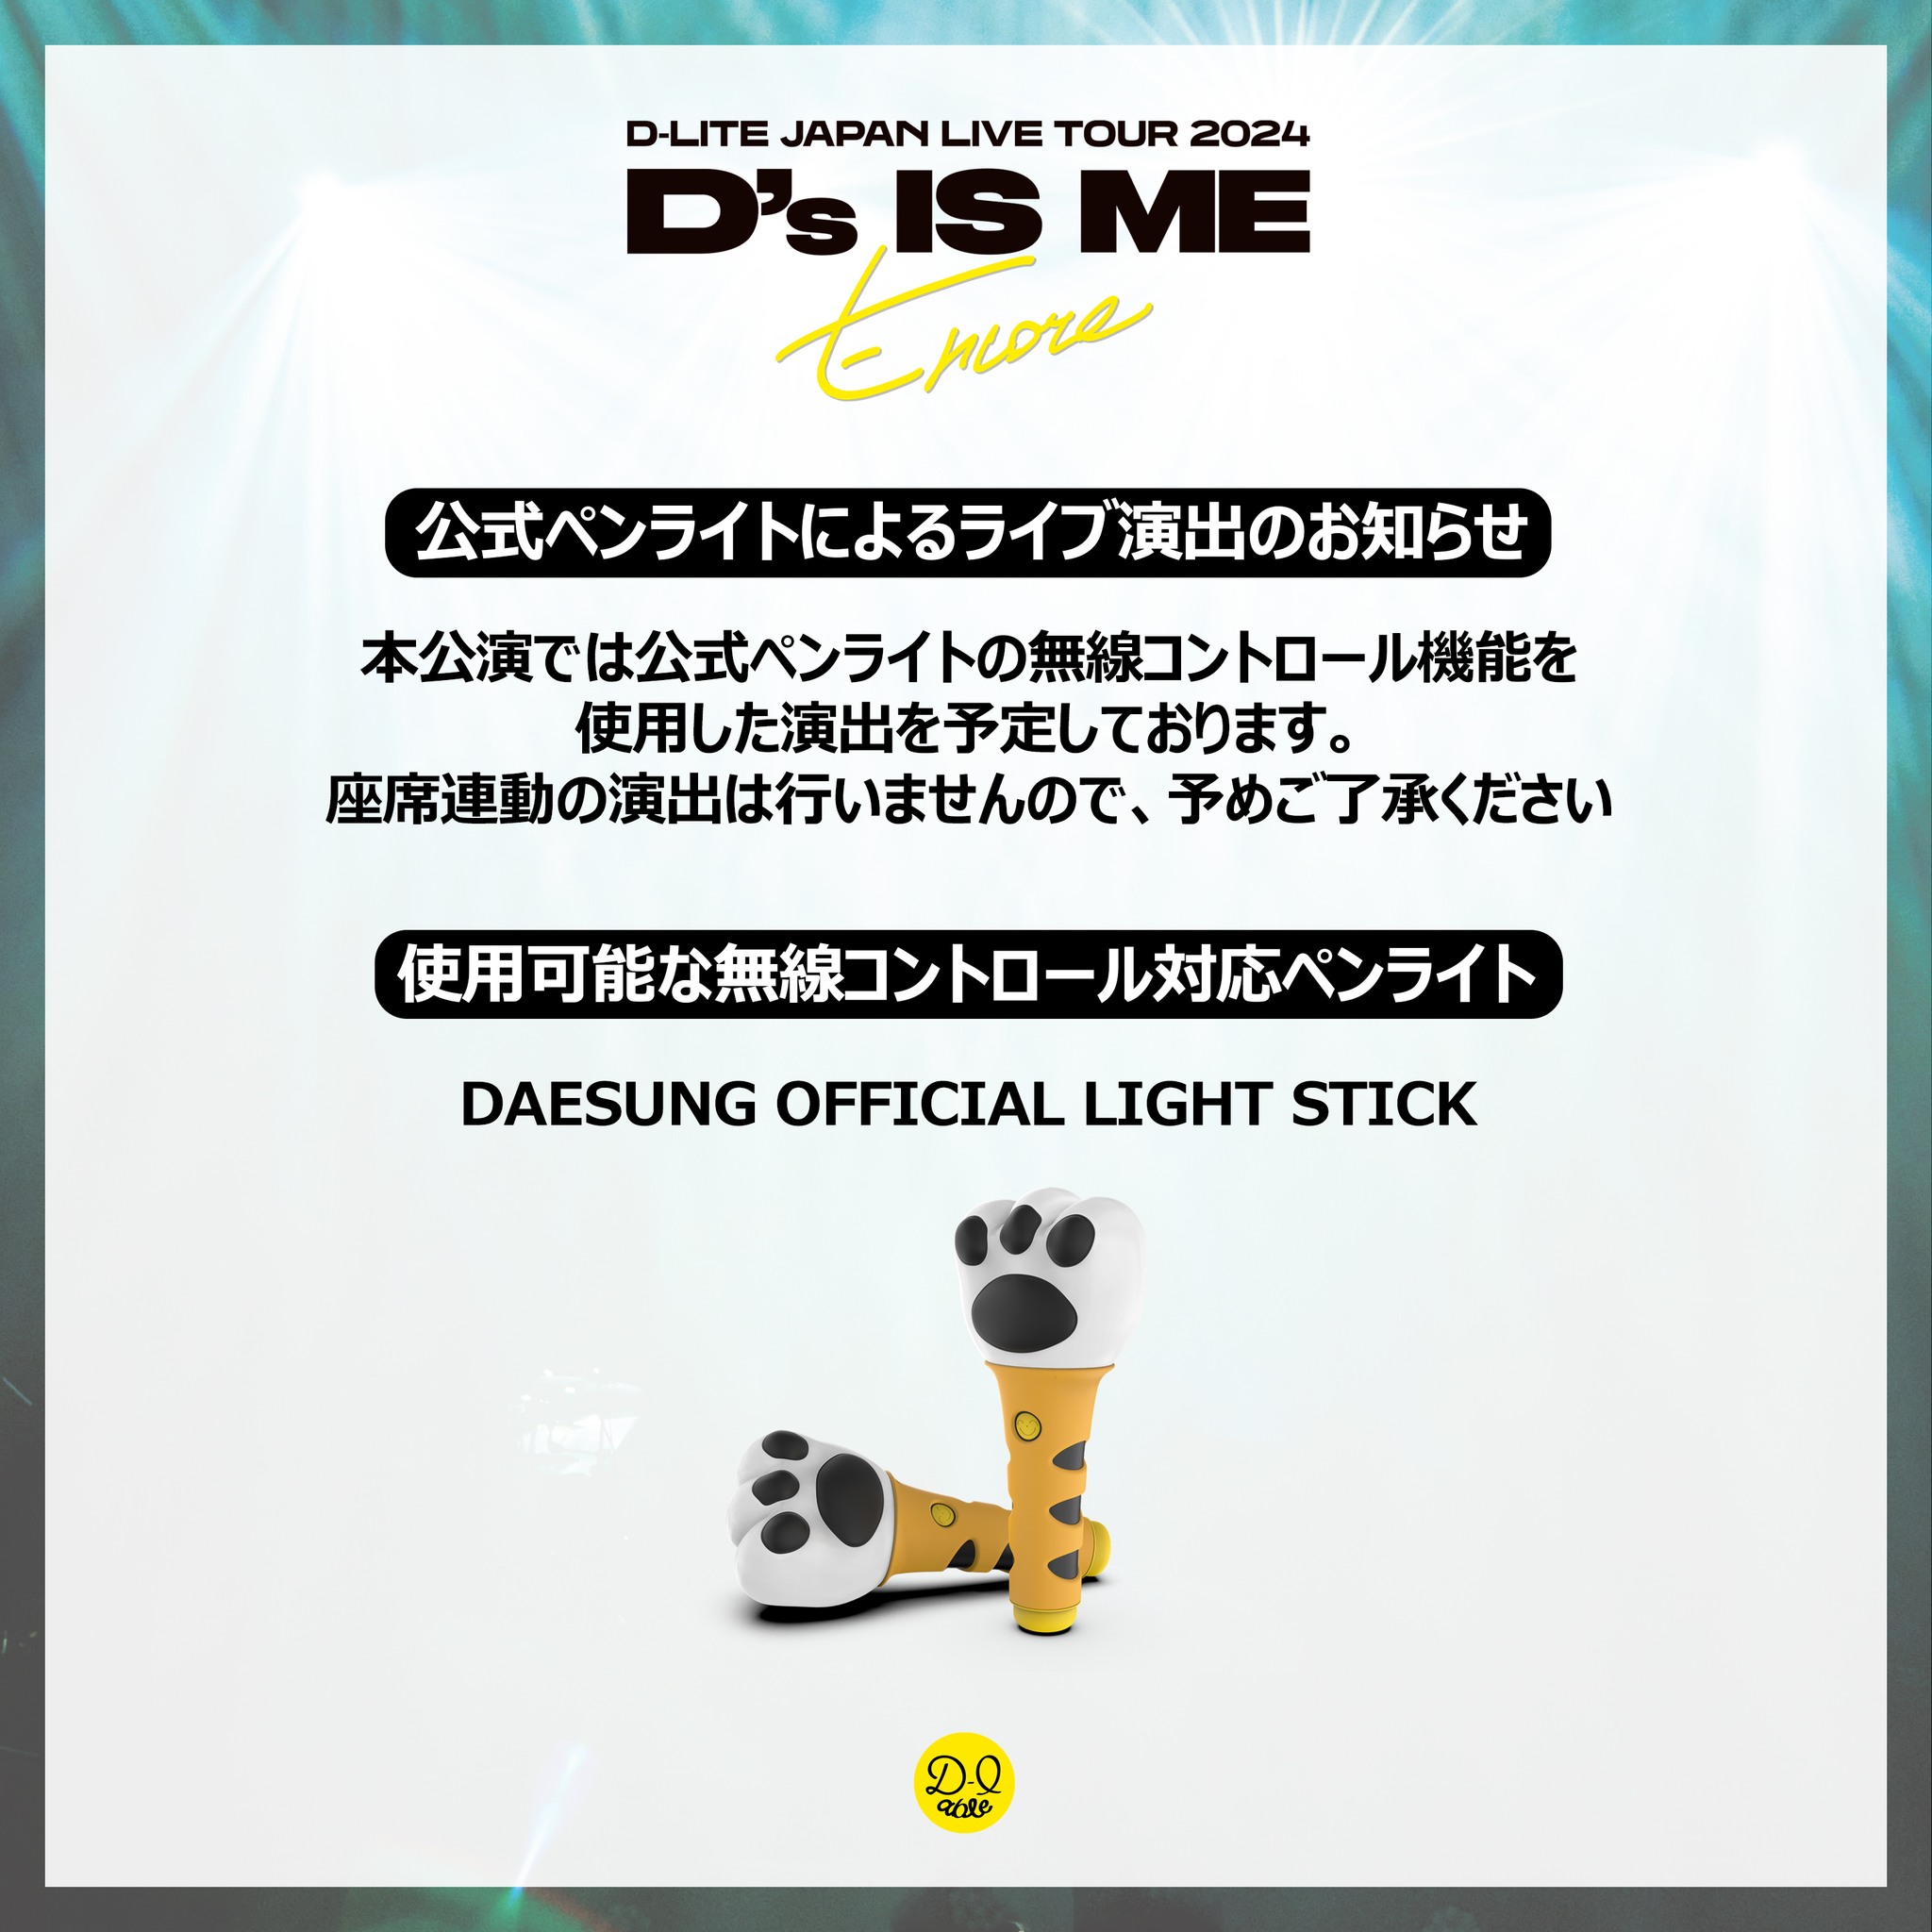 D-LITE JAPAN LIVE TOUR 2024
D's IS ME
Encore
公式ペンライトによるライブ演出のお知らせ
本公演では公式ペンライトの無線コントロール機能を
使用した演出を予定しております。
座席連動の演出は行いませんので、予めご了承ください
使用可能な無線コントロール対応ペンライト
DAESUNG OFFICIAL LIGHT STICK
D-Q
able